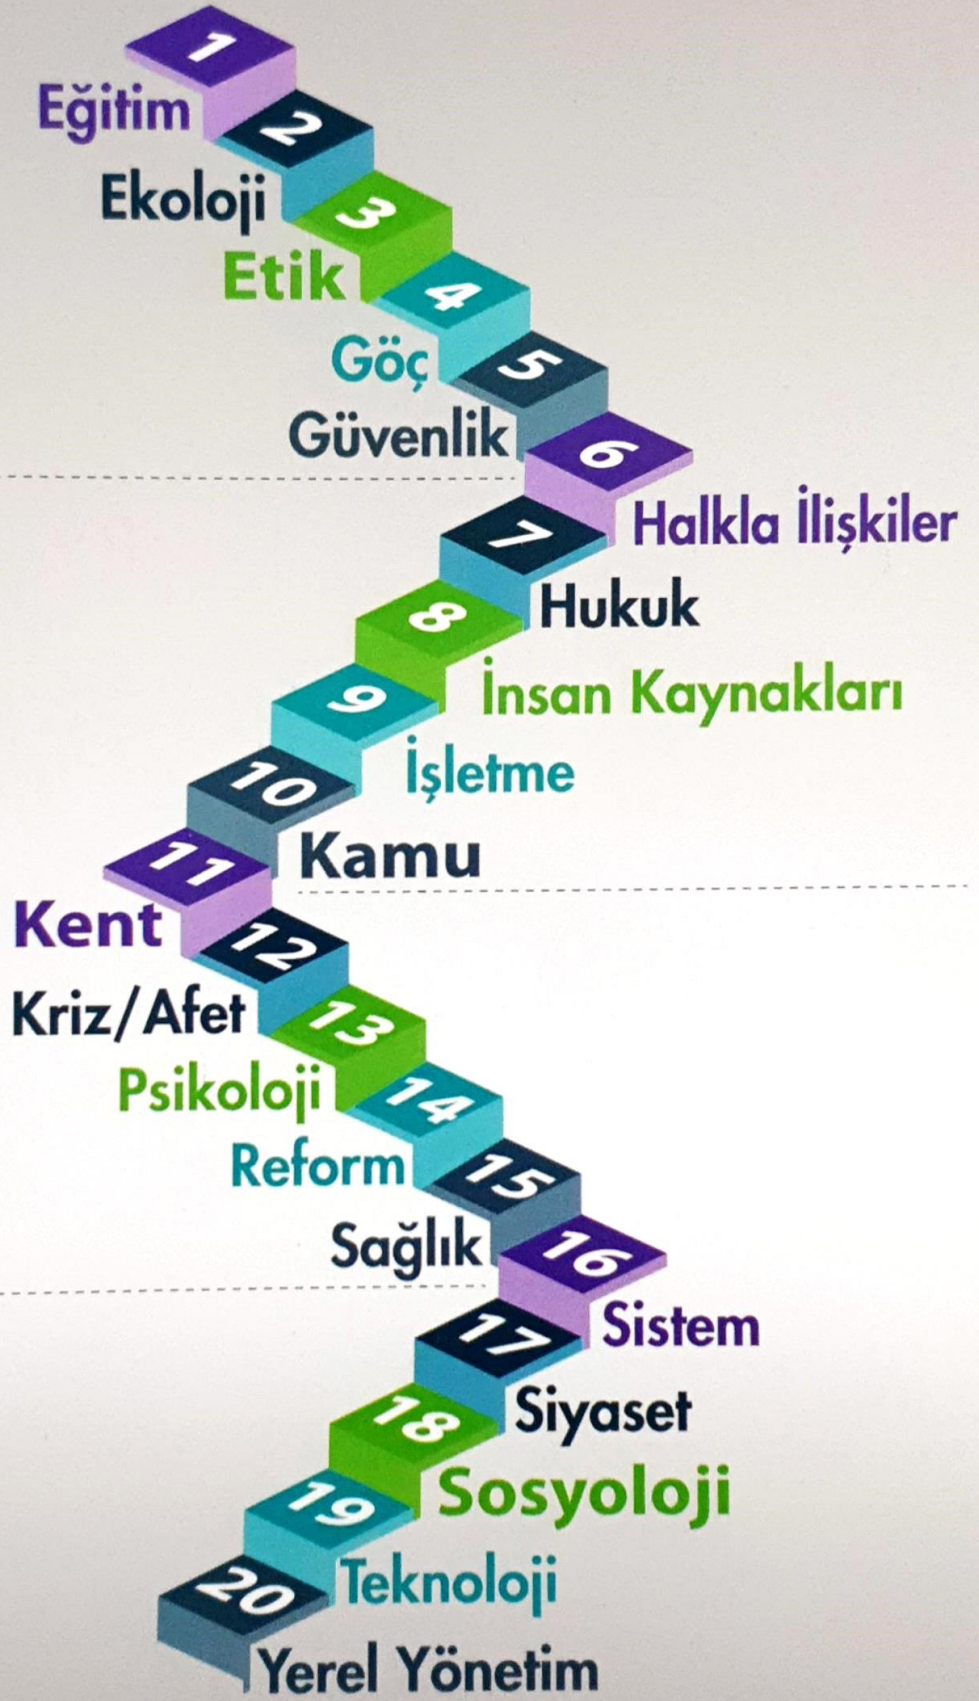 1
Eğitim
2
Ekoloji
3
Etik
4
Göç
5
Güvenlik
6
Halkla İlişkiler
7
Hukuk
8
İnsan Kaynakları
9
İşletme
10
Kamu
11
Kent
12
Kriz/Afet
13
Psikoloji
14
Reform
15
Sağlık
16
Sistem
17
Siyaset
18
Sosyoloji
19
Teknoloji
20
Yerel Yönetim